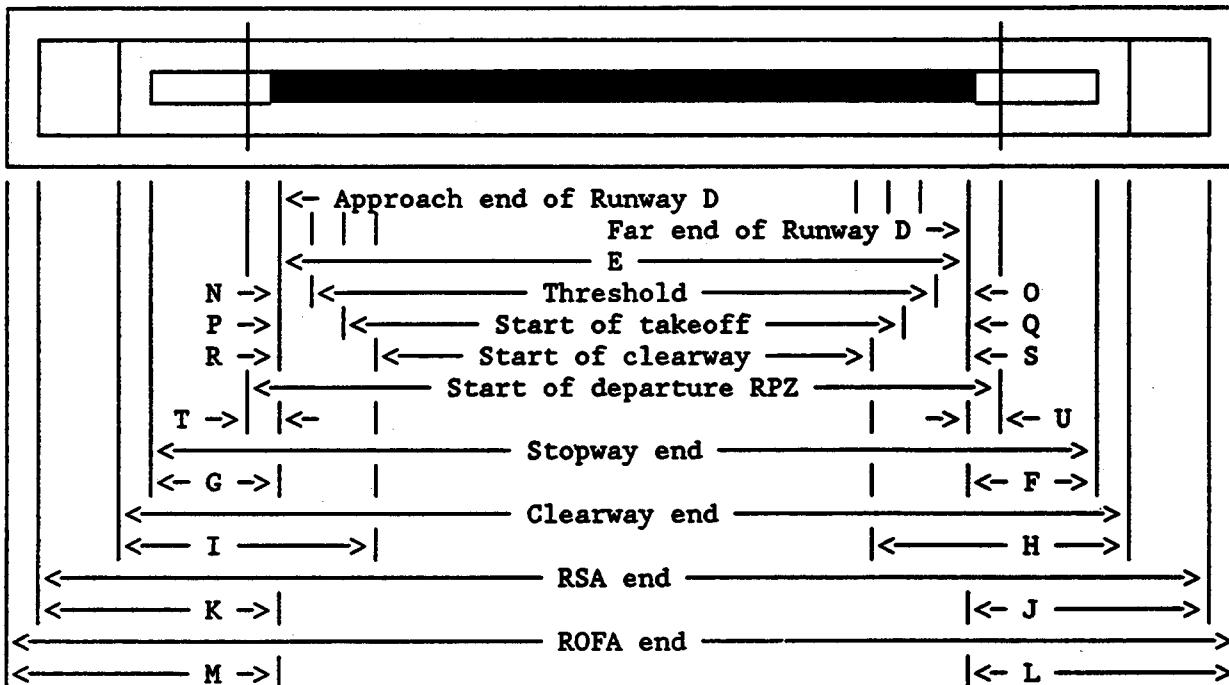 <- Approach end of Runway D
Far end of Runway D ->
<- E ->
N -> <- Threshold -> <- O
P -> <- Start of takeoff -> <- Q
R -> <- Start of clearway -> <- S
<- Start of departure RPZ ->
T -> <- -> <- U
<- Stopway end ->
<- G -> <- F ->
<- Clearway end ->
<- I -> <- H ->
<- RSA end ->
<- K -> <- J ->
<- ROFA end ->
<- M -> <- L ->